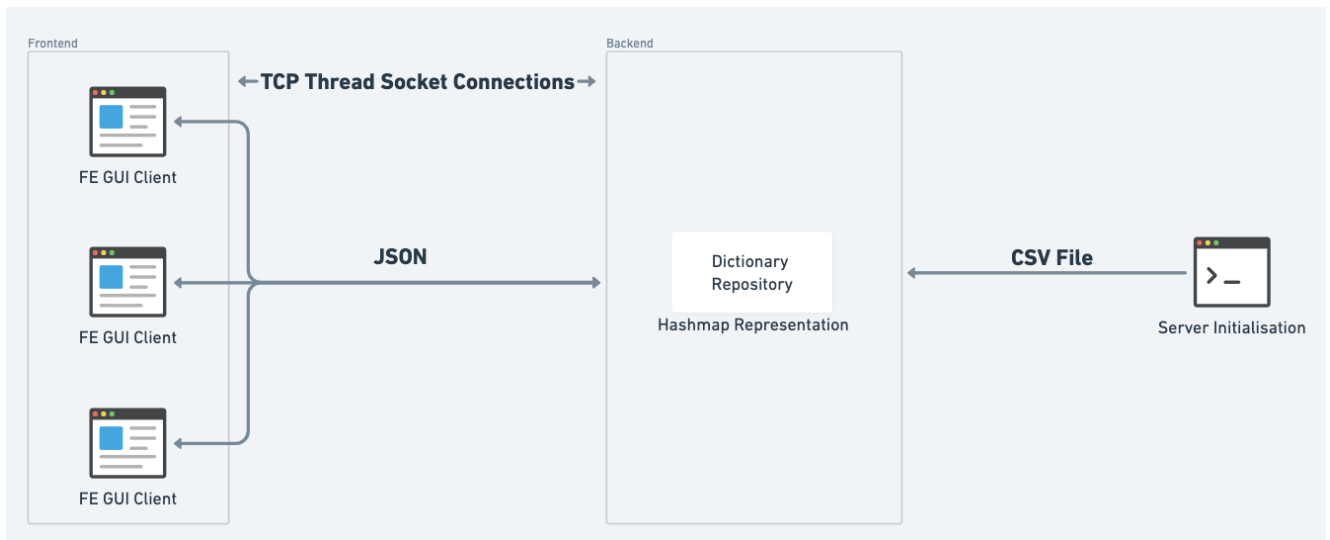 Frontend
Backend
TCP Thread Socket Connections
FE GUI Client
JSON
Dictionary
Repository
Hashmap Representation
CSV File
Server Initialisation
FE GUI Client
FE GUI Client